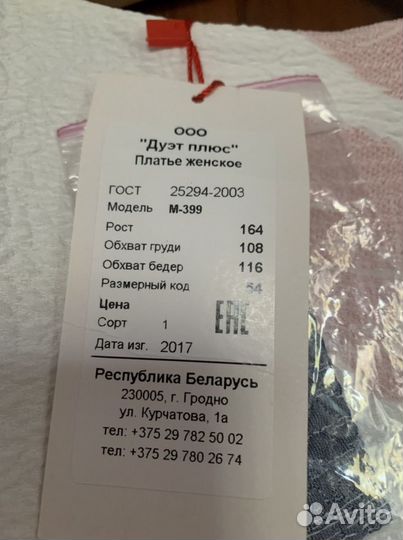 ООО
"Дуэт плюс"
Платье женское
ГОСТ 25294-2003
Модель М-399
Рост 164
Обхват груди 108
Обхват бедер 116
Размерный код 54
Цена
Сорт 1
ЕАС
Дата изг. 2017
Республика Беларусь
230005, г. Гродно
ул. Курчатова, 1а
тел: +375 29 782 50 02
тел: +375 29 780 26 74
Avito